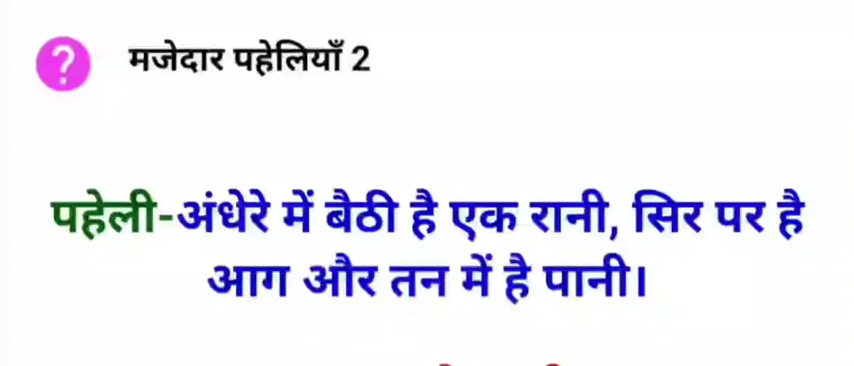 ?
मजेदार पहेलियाँ 2
पहेली-अंधेरे में बैठी है एक रानी, सिर पर है
आग और तन में है पानी।